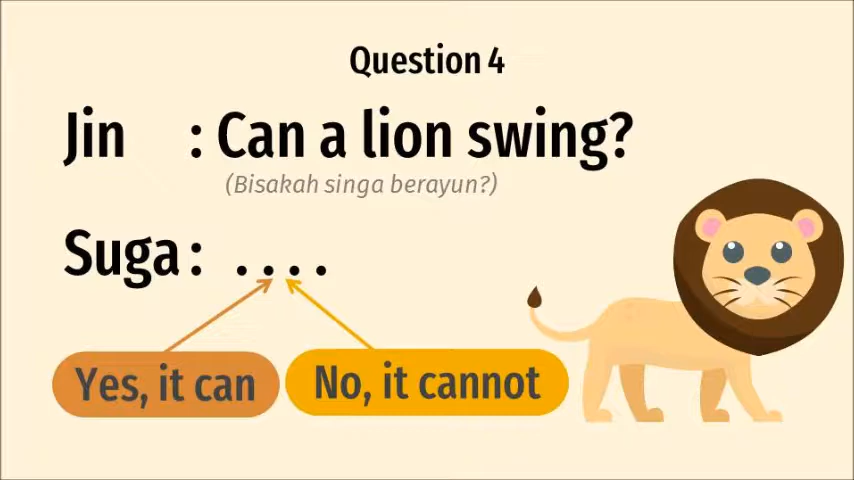 Question 4
Jin : Can a lion swing?
(Bisakah singa berayun?)
Suga : ....
Yes, it can
No, it cannot